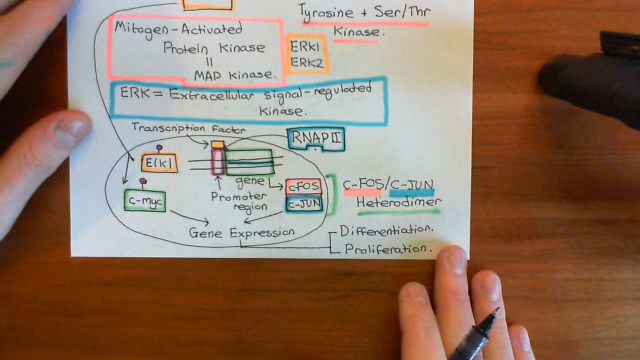 Tyrosine + Ser/Thr
Kinase.
Mitogen-Activated
Protein Kinase
=
MAP Kinase.
ERK1
ERK2
ERK = Extracellular signal-regulated
Kinase.
Transcription factor
RNAP II
Elk1
gene
c-FOS
c-JUN
c-myc
Promoter
region
C-FOS/C-JUN
Heterodimer
Gene Expression
Differentiation.
Proliferation.